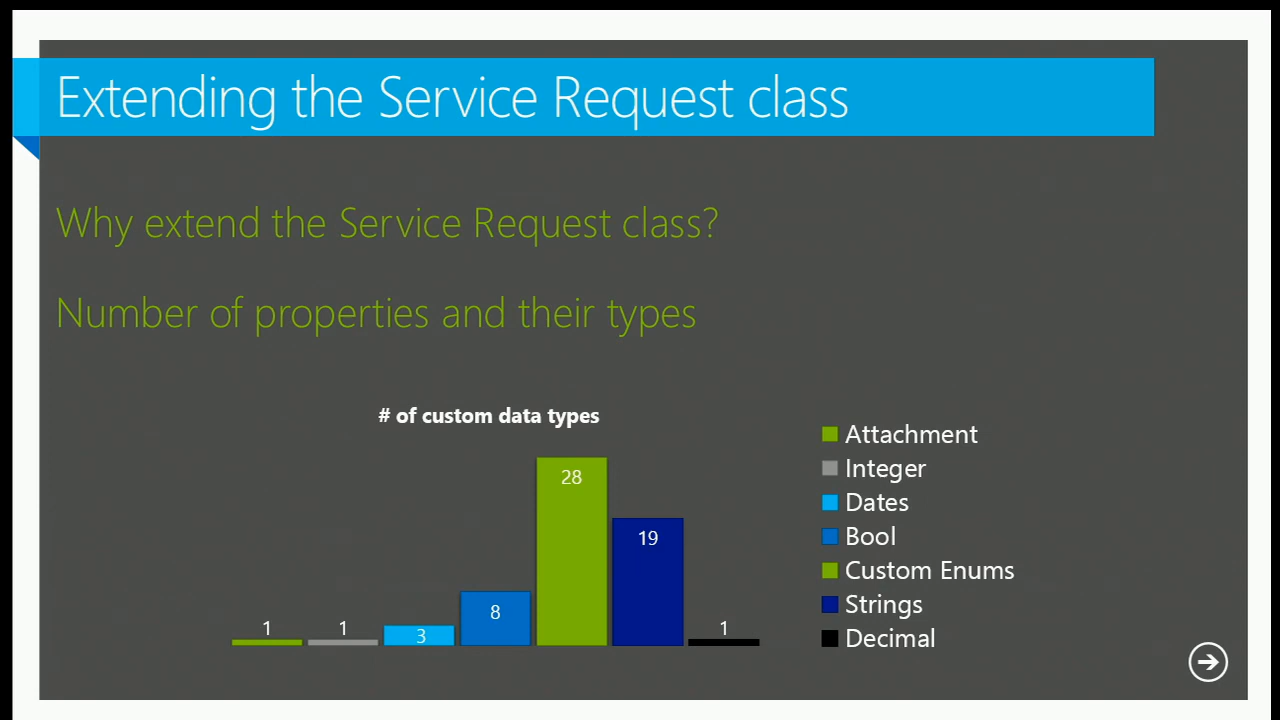 Extending the Service Request class
Why extend the Service Request class?
Number of properties and their types
# of custom data types
1
1
3
8
28
19
1
Attachment
Integer
Dates
Bool
Custom Enums
Strings
Decimal